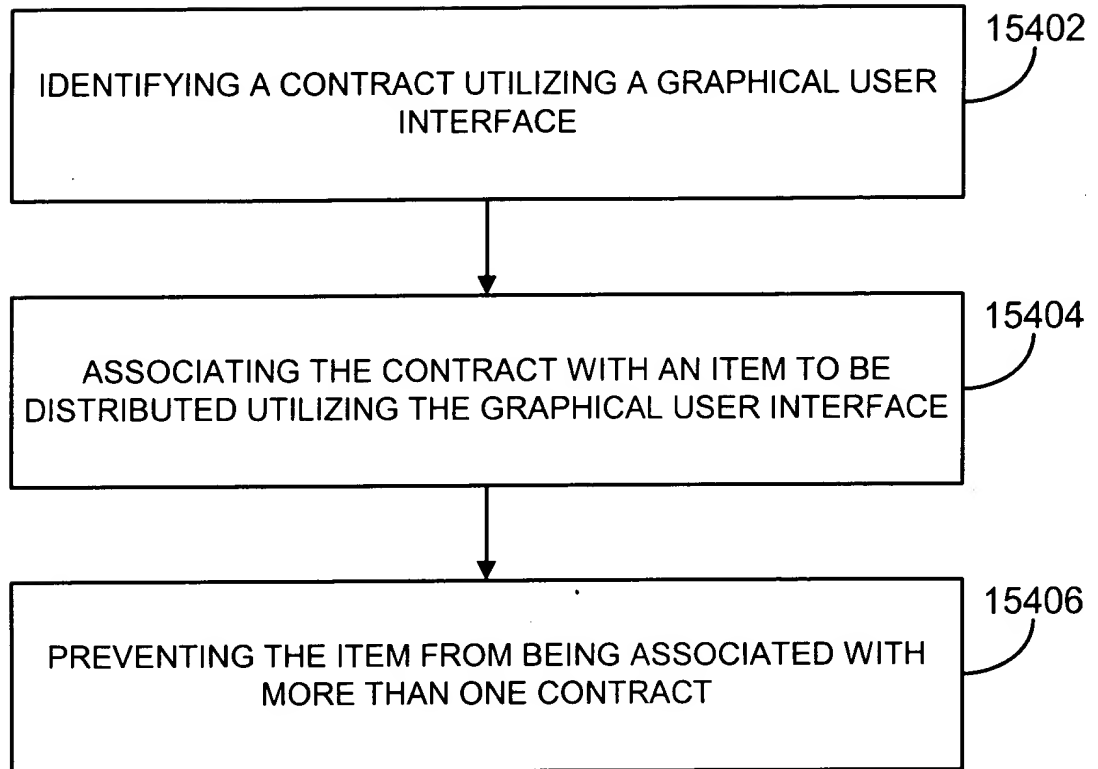 15402
IDENTIFYING A CONTRACT UTILIZING A GRAPHICAL USER
INTERFACE
15404
ASSOCIATING THE CONTRACT WITH AN ITEM TO BE
DISTRIBUTED UTILIZING THE GRAPHICAL USER INTERFACE
15406
PREVENTING THE ITEM FROM BEING ASSOCIATED WITH
MORE THAN ONE CONTRACT